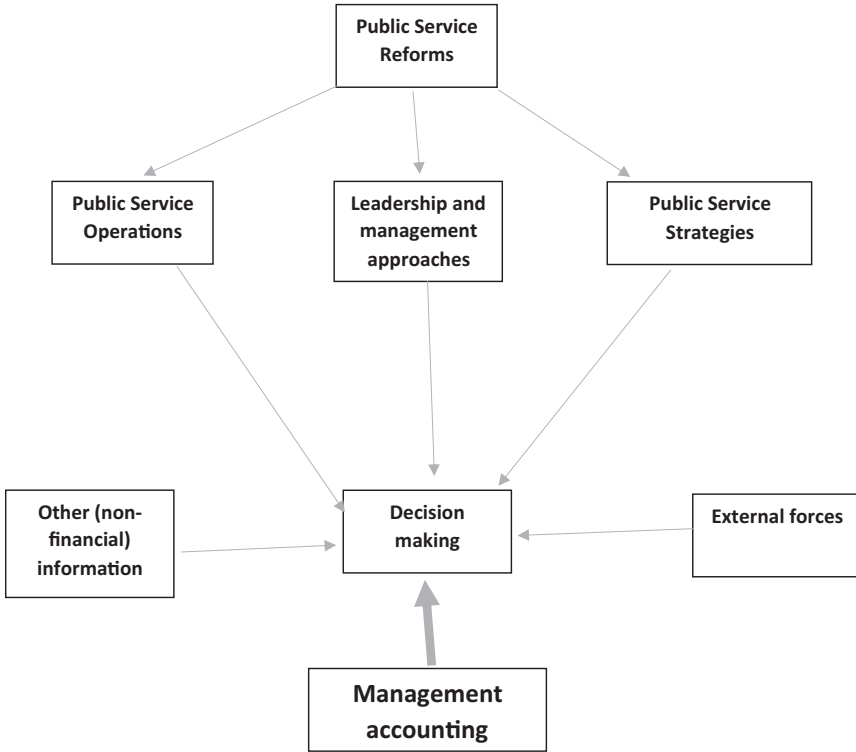 Public Service
Reforms
Public Service
Operations
Leadership and
management
approaches
Public Service
Strategies
Other (non-
financial)
information
Decision
making
External forces
Management
accounting